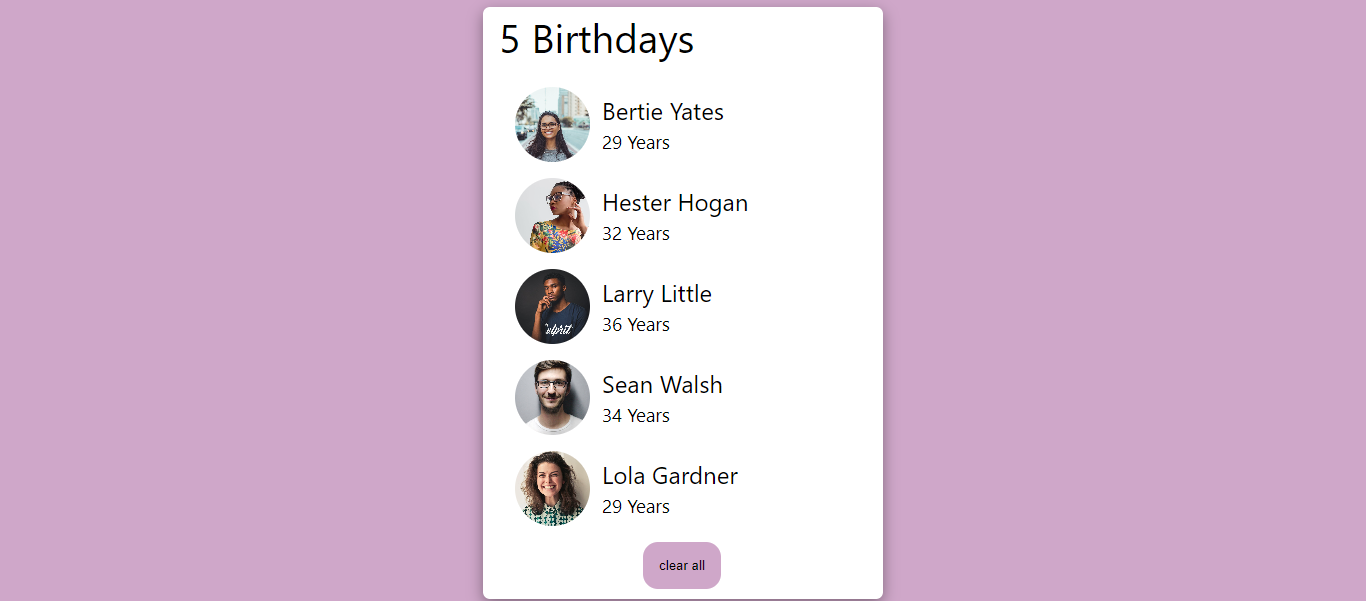 5 Birthdays
Bertie Yates
29 Years
Hester Hogan
32 Years
Larry Little
36 Years
Sean Walsh
34 Years
Lola Gardner
29 Years
clear all